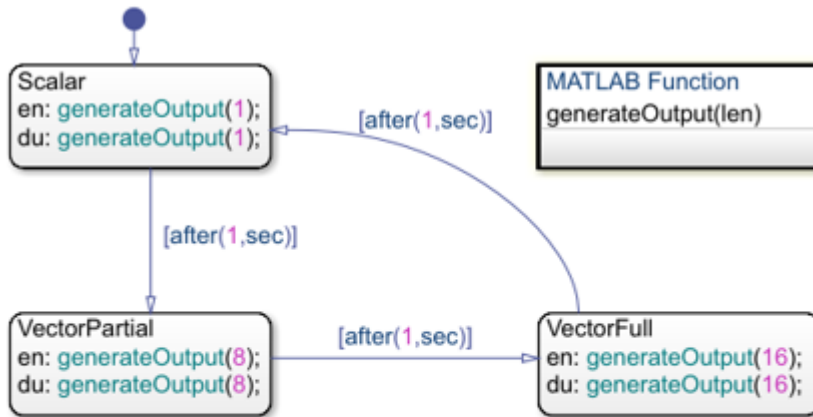 Scalar
en: generateOutput(1);
du: generateOutput(1);
MATLAB Function
generateOutput(len)
[after(1,sec)]
[after(1,sec)]
VectorPartial
en: generateOutput(8);
du: generateOutput(8);
[after(1,sec)]
VectorFull
en: generateOutput(16);
du: generateOutput(16);